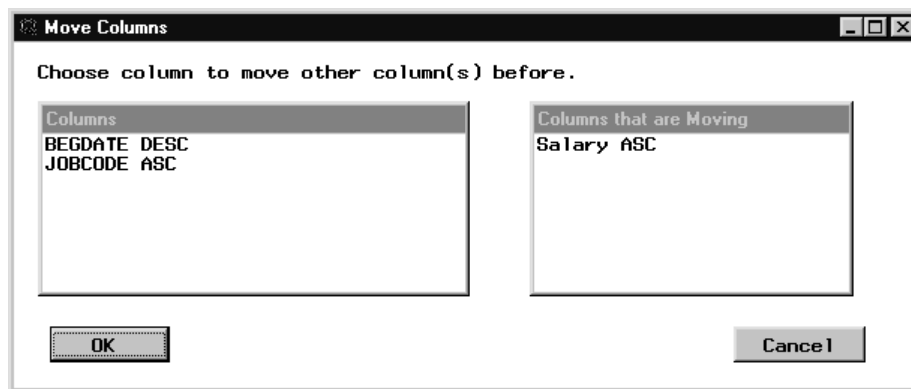 Move Columns
Choose column to move other column(s) before.
Columns
BEGDATE DESC
JOBCODE ASC
Columns that are Moving
Salary ASC
OK
Cancel